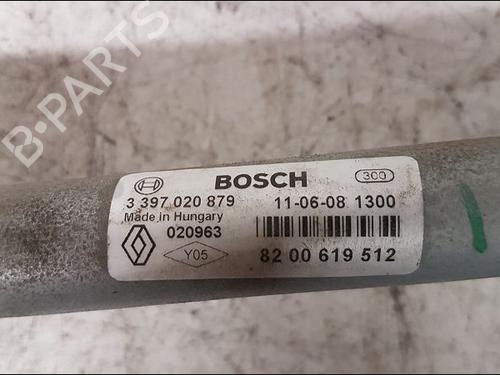 B·PARTS
BOSCH
300
3 397 020 879
11-06-08 1300
Made in Hungary
020963
Y05
82 00 619 512